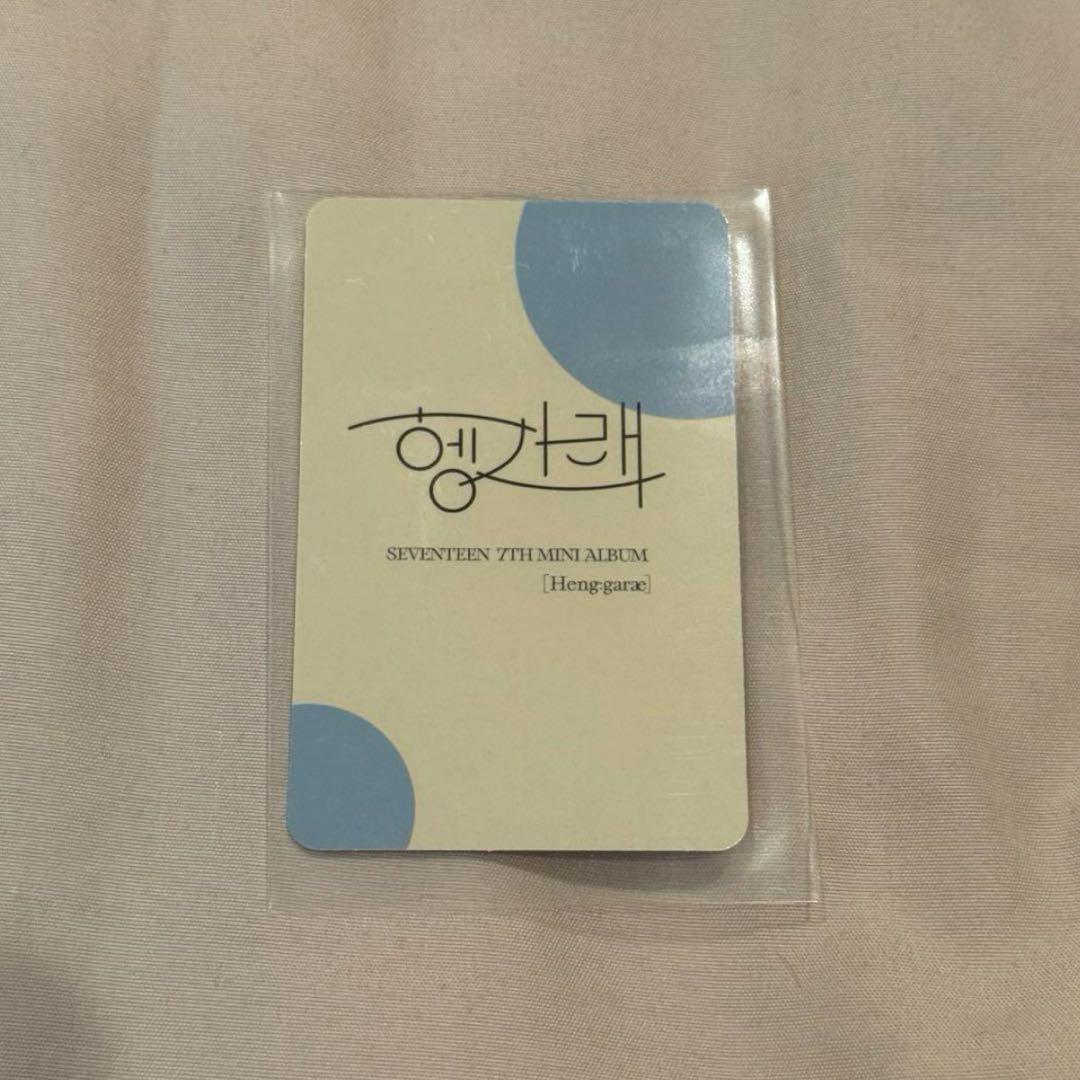 헹가래
SEVENTEEN 7TH MINI ALBUM
[Heng:garæ]